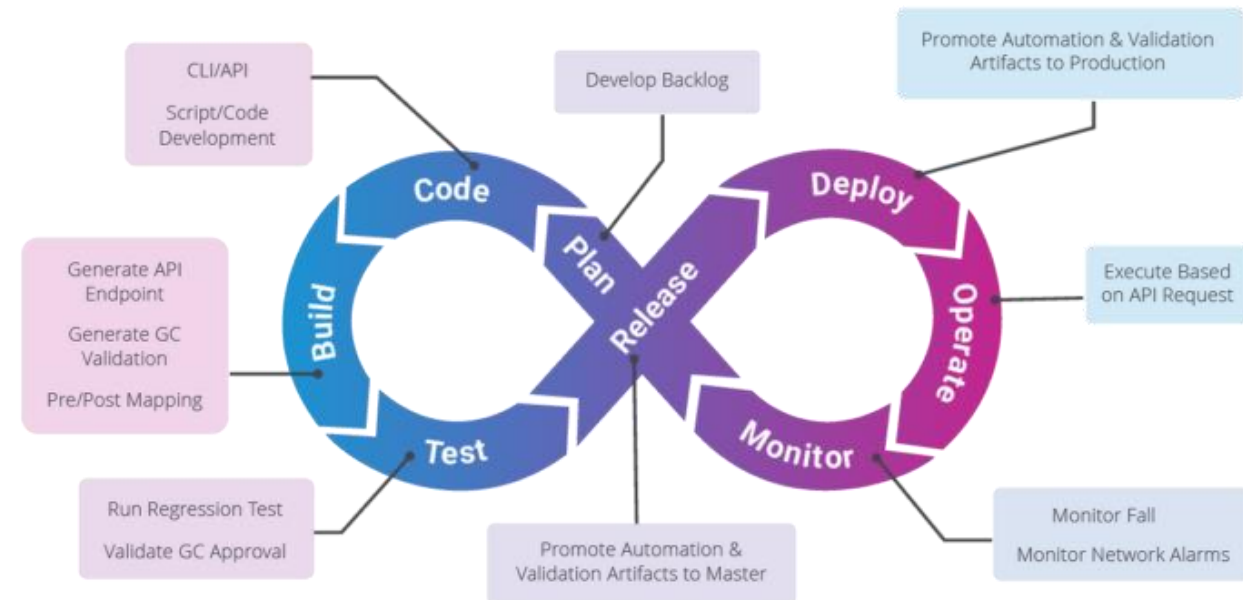 CLI/API
Script/Code
Development
Develop Backlog
Promote Automation & Validation
Artifacts to Production
Code
Plan
Release
Deploy
Generate API
Endpoint
Generate GC
Validation
Pre/Post Mapping
Build
Operate
Execute Based
on API Request
Test
Monitor
Run Regression Test
Validate GC Approval
Promote Automation &
Validation Artifacts to Master
Monitor Fall
Monitor Network Alarms